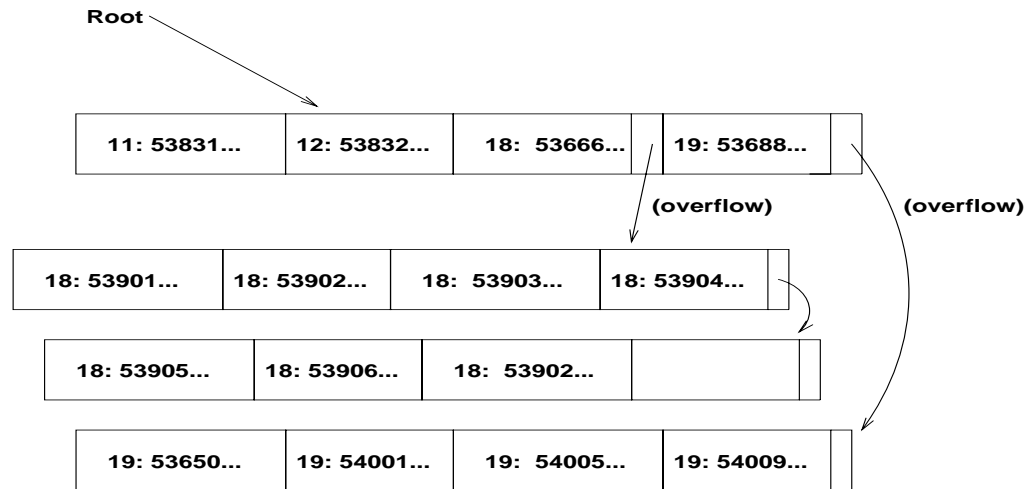 Root
11: 53831... 12: 53832... 18: 53666... 19: 53688...
(overflow) (overflow)
18: 53901... 18: 53902... 18: 53903... 18: 53904...
18: 53905... 18: 53906... 18: 53902...
19: 53650... 19: 54001... 19: 54005... 19: 54009...